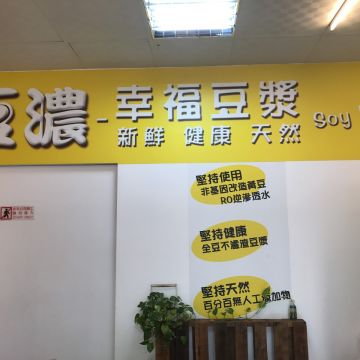 豆濃-幸福豆漿 Soy
新鮮 健康 天然
堅持使用
非基因改造黃豆
RO逆滲透水
堅持健康
全豆不濾渣豆漿
堅持天然
百分百無人工添加物